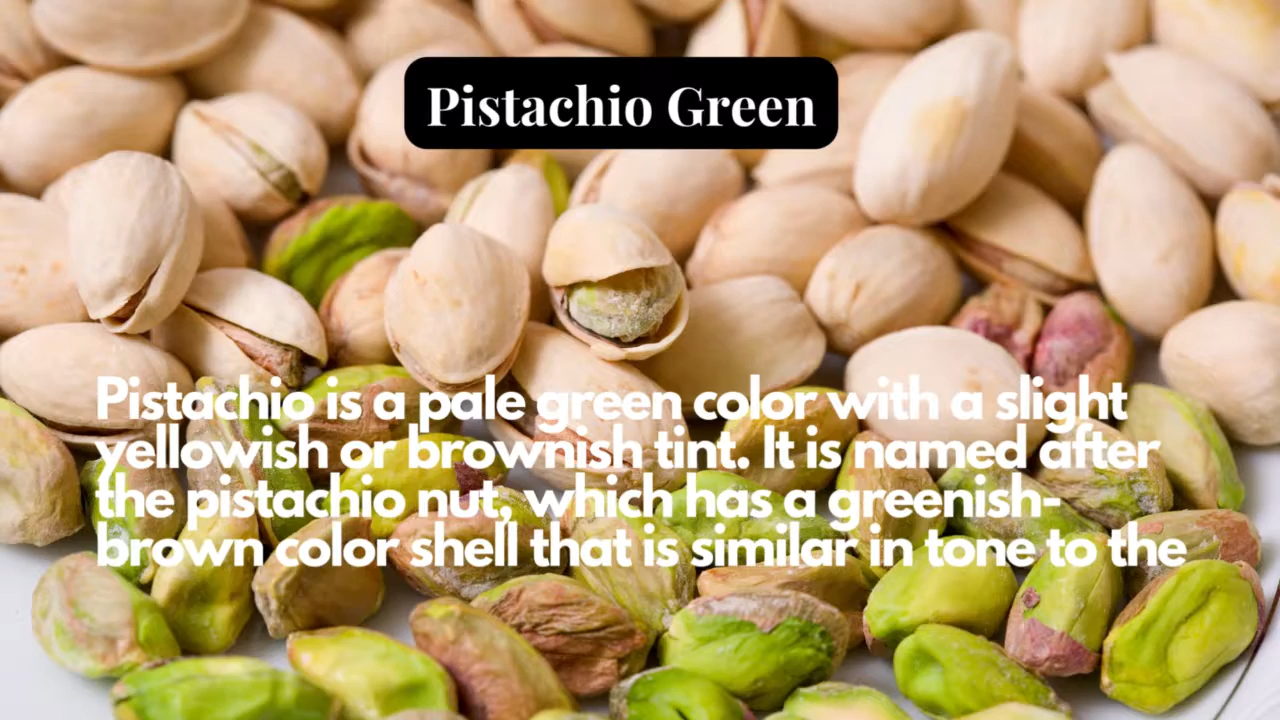 Pistachio Green
Pistachio is a pale green color with a slight
yellowish or brownish tint. It is named after
the pistachio nut, which has a greenish-
brown color shell that is similar in tone to the